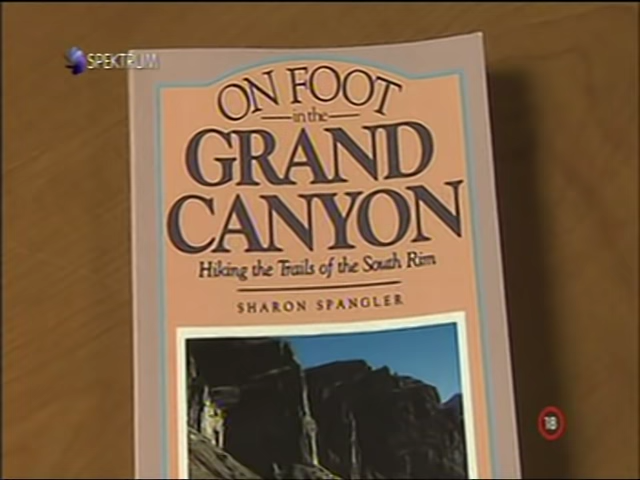 SPEKTRUM
ON FOOT
in the
GRAND
CANYON
Hiking the Trails of the South Rim
SHARON SPANGLER
18